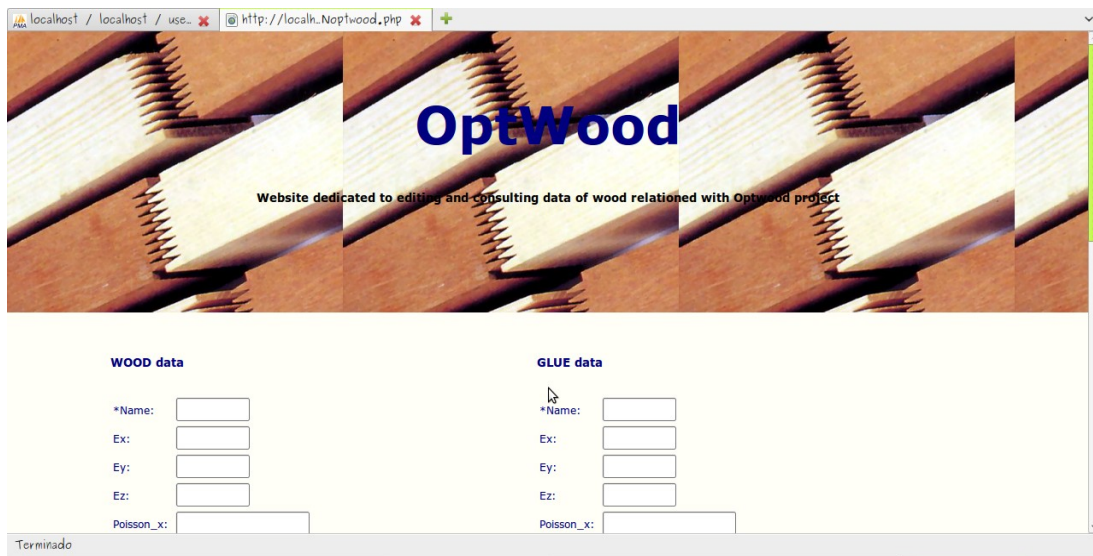 localhost / localhost / use...
http://localh...Noptwood.php
OptWood
Website dedicated to editing and consulting data of wood relationed with Optwood project
WOOD data
GLUE data
*Name:
*Name:
Ex:
Ex:
Ey:
Ey:
Ez:
Ez:
Poisson_x:
Poisson_x:
Terminado